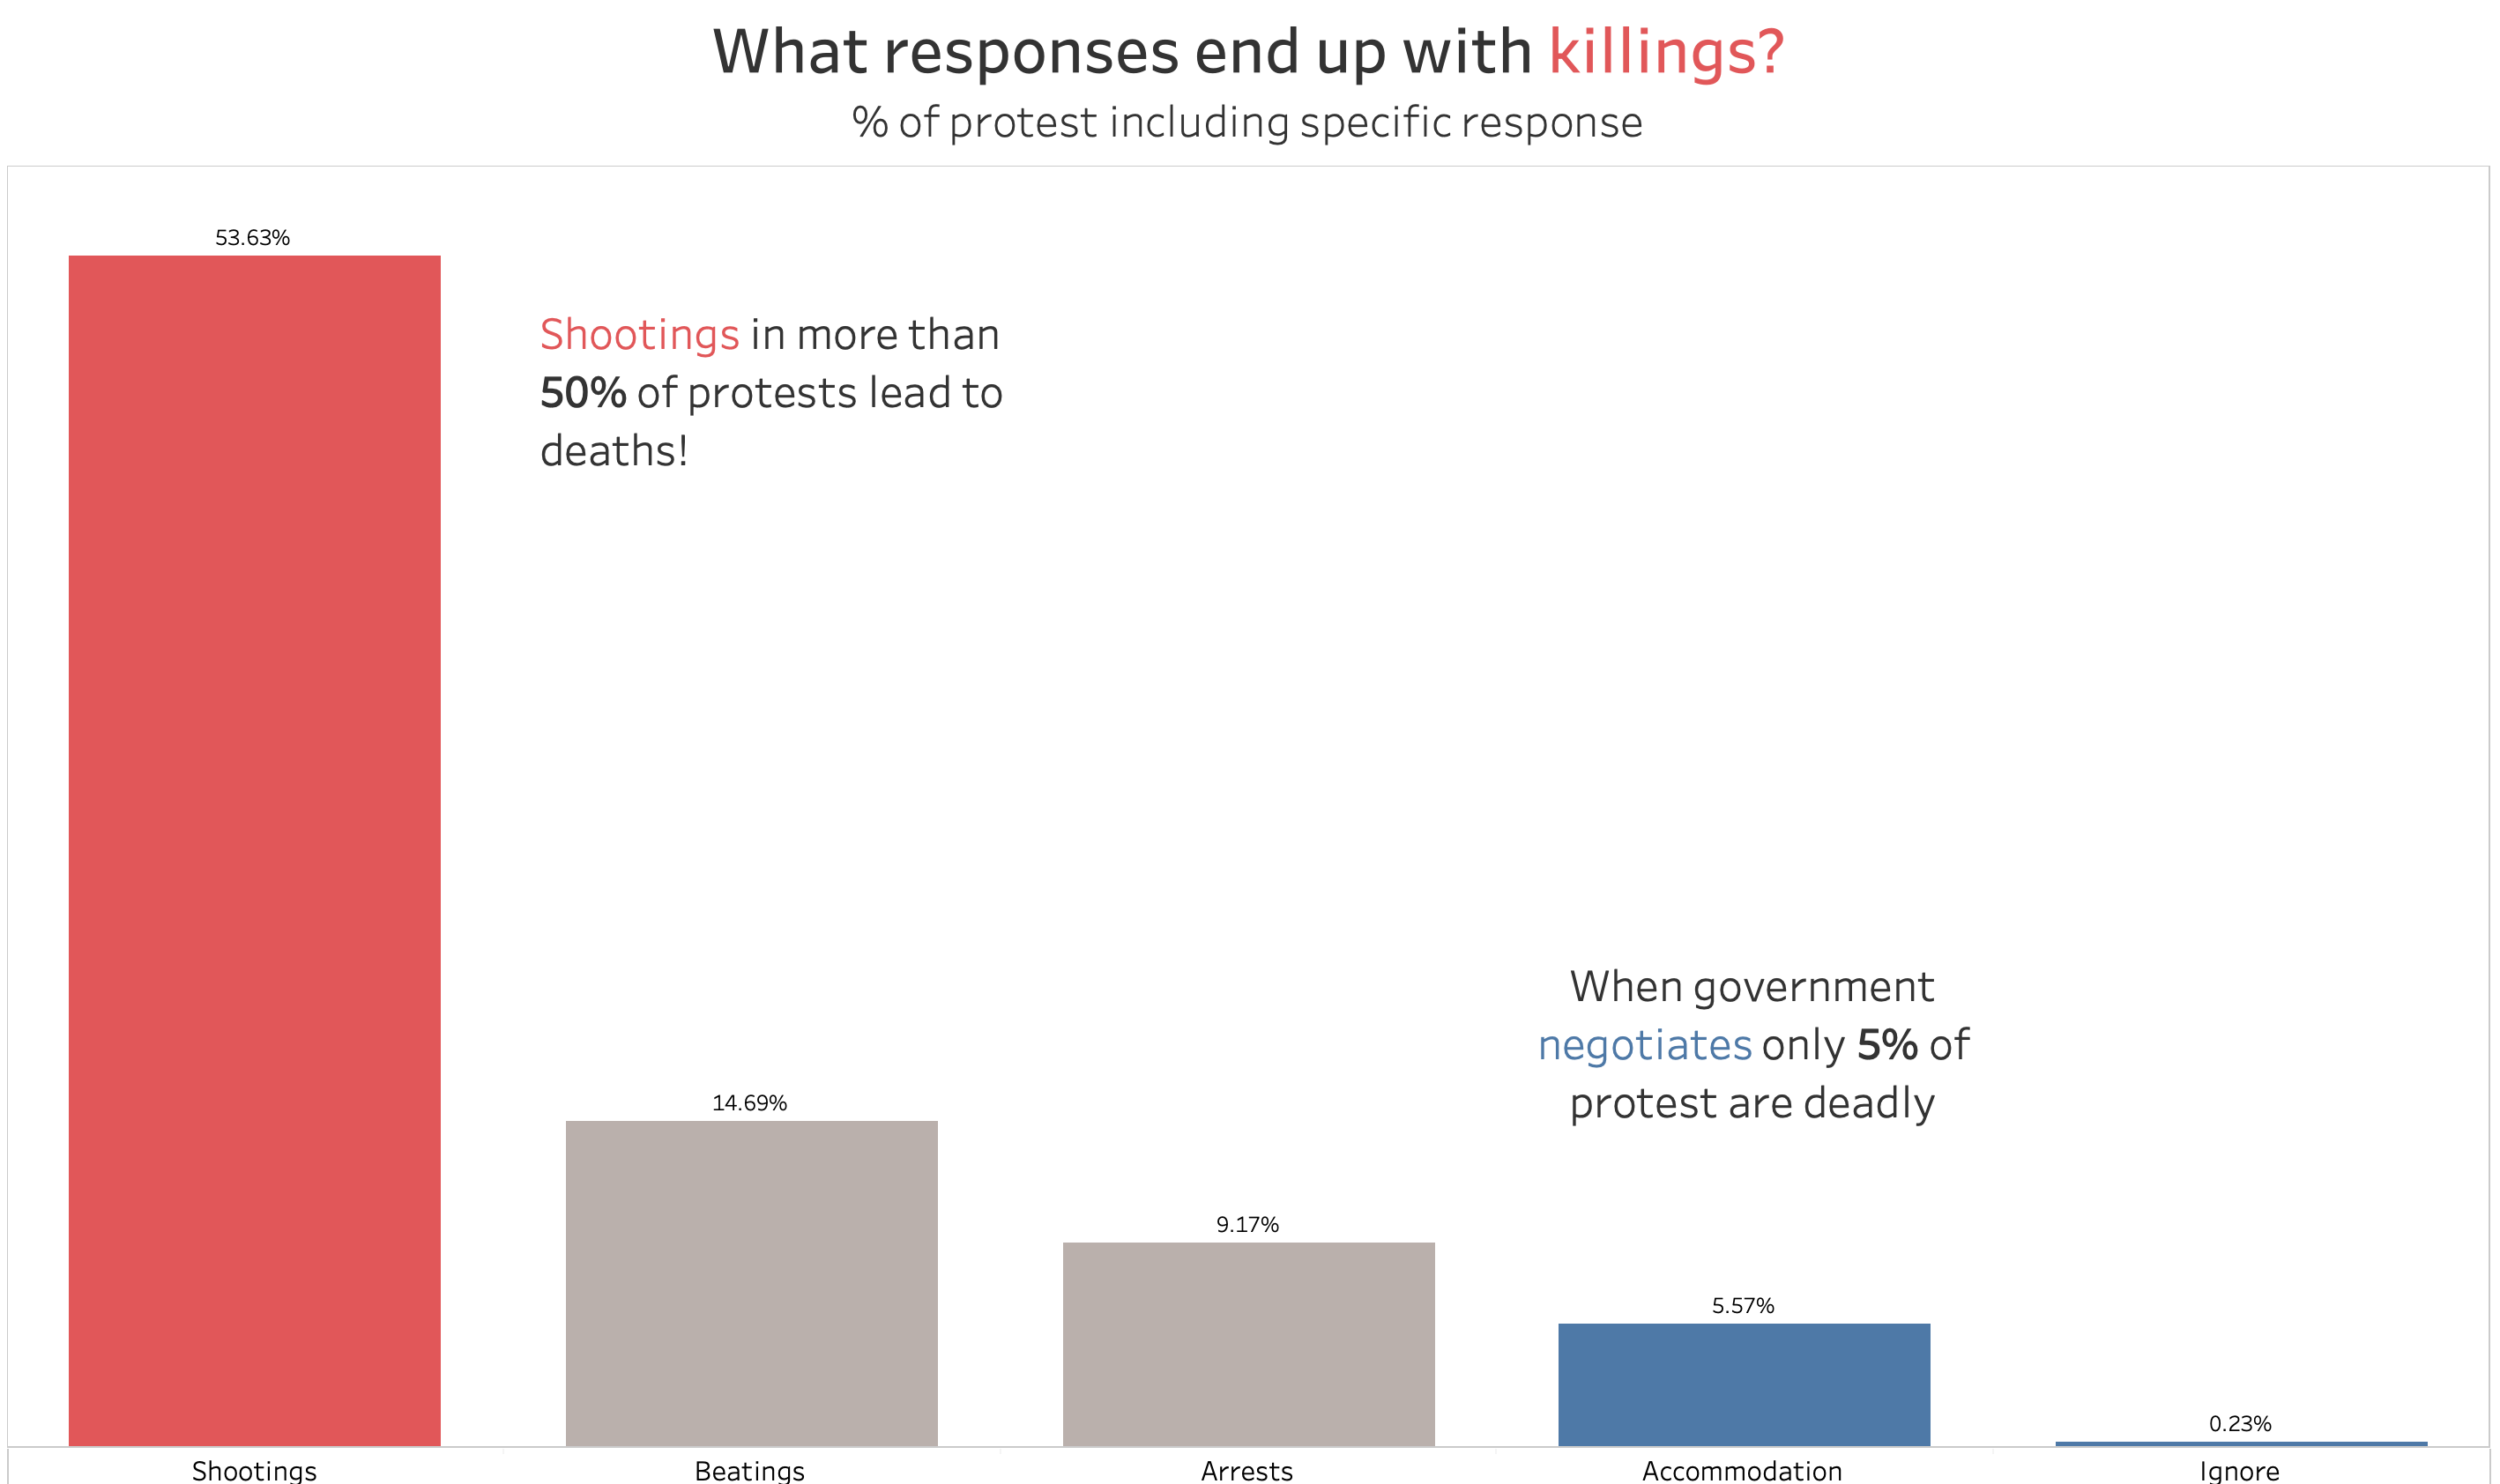 What responses end up with killings?
% of protest including specific response
53.63%
Shootings in more than
50% of protests lead to
deaths!
When government
negotiates only 5% of
protest are deadly
14.69%
9.17%
5.57%
0.23%
Shootings
Beatings
Arrests
Accommodation
Ignore